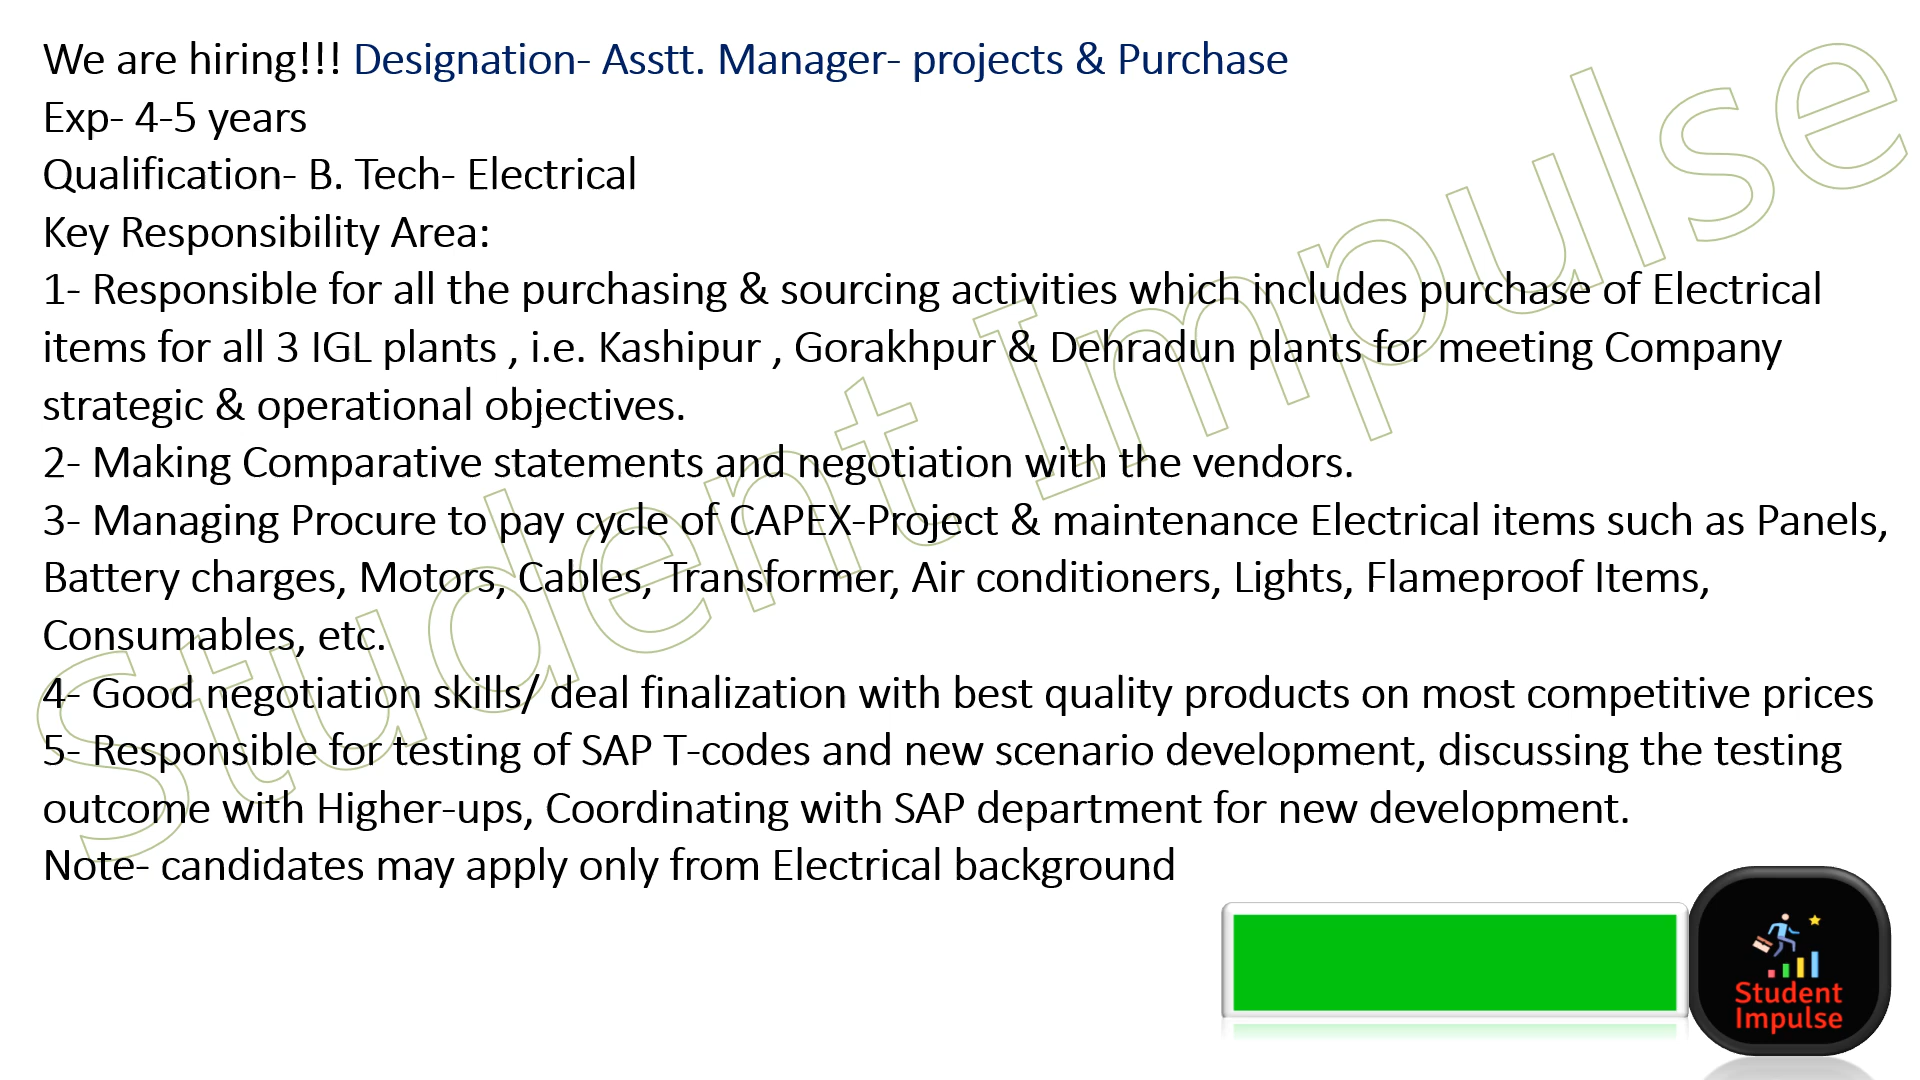 We are hiring!!! Designation- Asstt. Manager- projects & Purchase
Exp- 4-5 years
Qualification- B. Tech- Electrical
Key Responsibility Area:
1- Responsible for all the purchasing & sourcing activities which includes purchase of Electrical
items for all 3 IGL plants , i.e. Kashipur , Gorakhpur & Dehradun plants for meeting Company
strategic & operational objectives.
2- Making Comparative statements and negotiation with the vendors.
3- Managing Procure to pay cycle of CAPEX-Project & maintenance Electrical items such as Panels,
Battery charges, Motors, Cables, Transformer, Air conditioners, Lights, Flameproof Items,
Consumables, etc.
4- Good negotiation skills/ deal finalization with best quality products on most competitive prices
5- Responsible for testing of SAP T-codes and new scenario development, discussing the testing
outcome with Higher-ups, Coordinating with SAP department for new development.
Note- candidates may apply only from Electrical background
Student Impulse
Student
Impulse